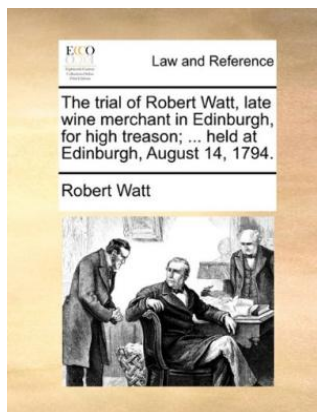 ECCO
Law and Reference
The trial of Robert Watt, late
wine merchant in Edinburgh,
for high treason; ... held at
Edinburgh, August 14, 1794.
Robert Watt